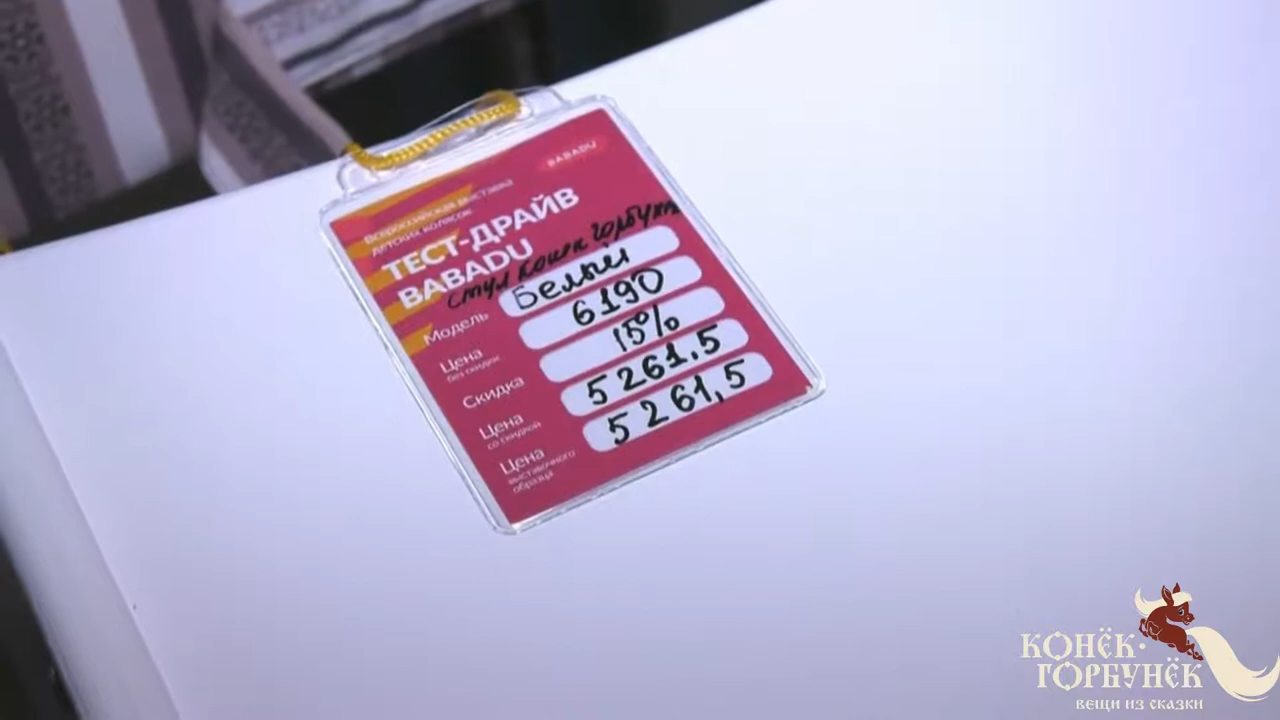 BABADU
Всероссийская выставка
детских колясок
ТЕСТ-ДРАЙВ
BABADU
стул Конек горбунок
Модель Белый
Цена 6190
без скидки
Скидка 15%
Цена 5261.5
со скидкой
Цена 5261,5
выставочного
образца
КОНЁК-
ГОРБУНЁК
ВЕЩИ ИЗ СКАЗКИ